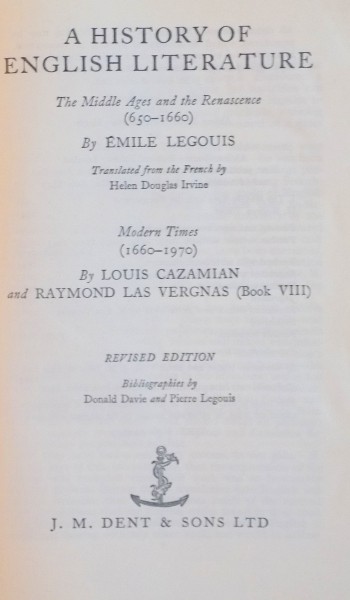 A HISTORY OF
ENGLISH LITERATURE
The Middle Ages and the Renascence
(650–1660)
By ÉMILE LEGOUIS
Translated from the French by
Helen Douglas Irvine
Modern Times
(1660–1970)
By LOUIS CAZAMIAN
and RAYMOND LAS VERGNAS (Book VIII)
REVISED EDITION
Bibliographies by
Donald Davie and Pierre Legouis
J. M. DENT & SONS LTD